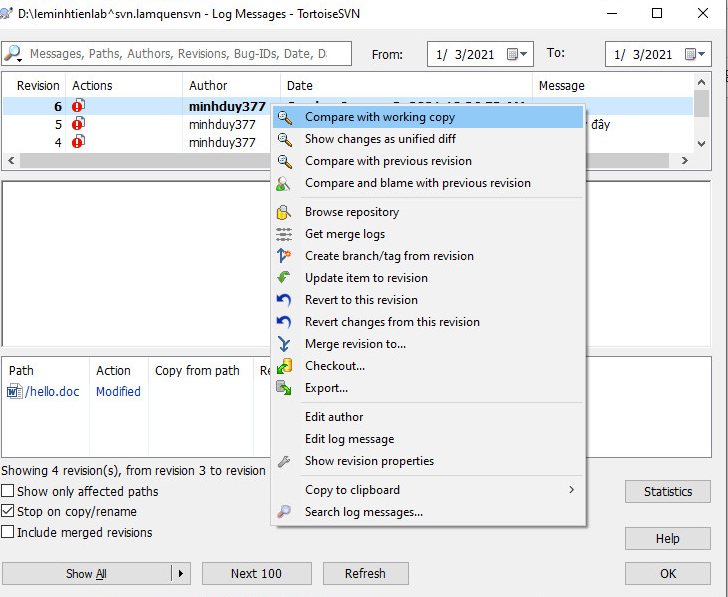 D:\leminhtienlab^svn.lamquensvn - Log Messages - TortoiseSVN
Messages, Paths, Authors, Revisions, Bug-IDs, Date, D
From: 1/ 3/2021 To: 1/ 3/2021
Revision Actions Author Date Message
6 minhduy377
5 minhduy377 đây
4 minhduy377
Compare with working copy
Show changes as unified diff
Compare with previous revision
Compare and blame with previous revision
Browse repository
Get merge logs
Create branch/tag from revision
Update item to revision
Revert to this revision
Revert changes from this revision
Merge revision to...
Checkout...
Export...
Edit author
Edit log message
Show revision properties
Copy to clipboard
Search log messages...
Path Action Copy from path Re
/hello.doc Modified
Showing 4 revision(s), from revision 3 to revision
Show only affected paths
Stop on copy/rename
Include merged revisions
Statistics
Help
Show All Next 100 Refresh OK